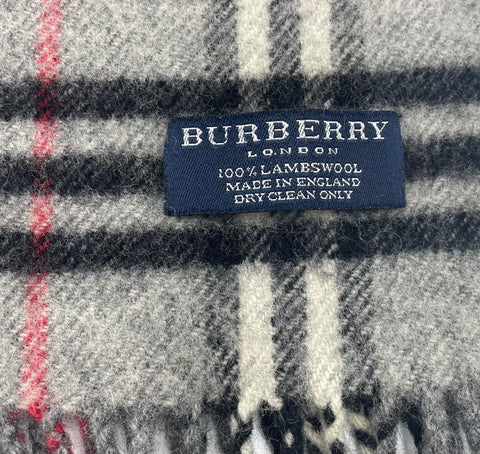 BURBERRY
LONDON
100% LAMBSWOOL
MADE IN ENGLAND
DRY CLEAN ONLY